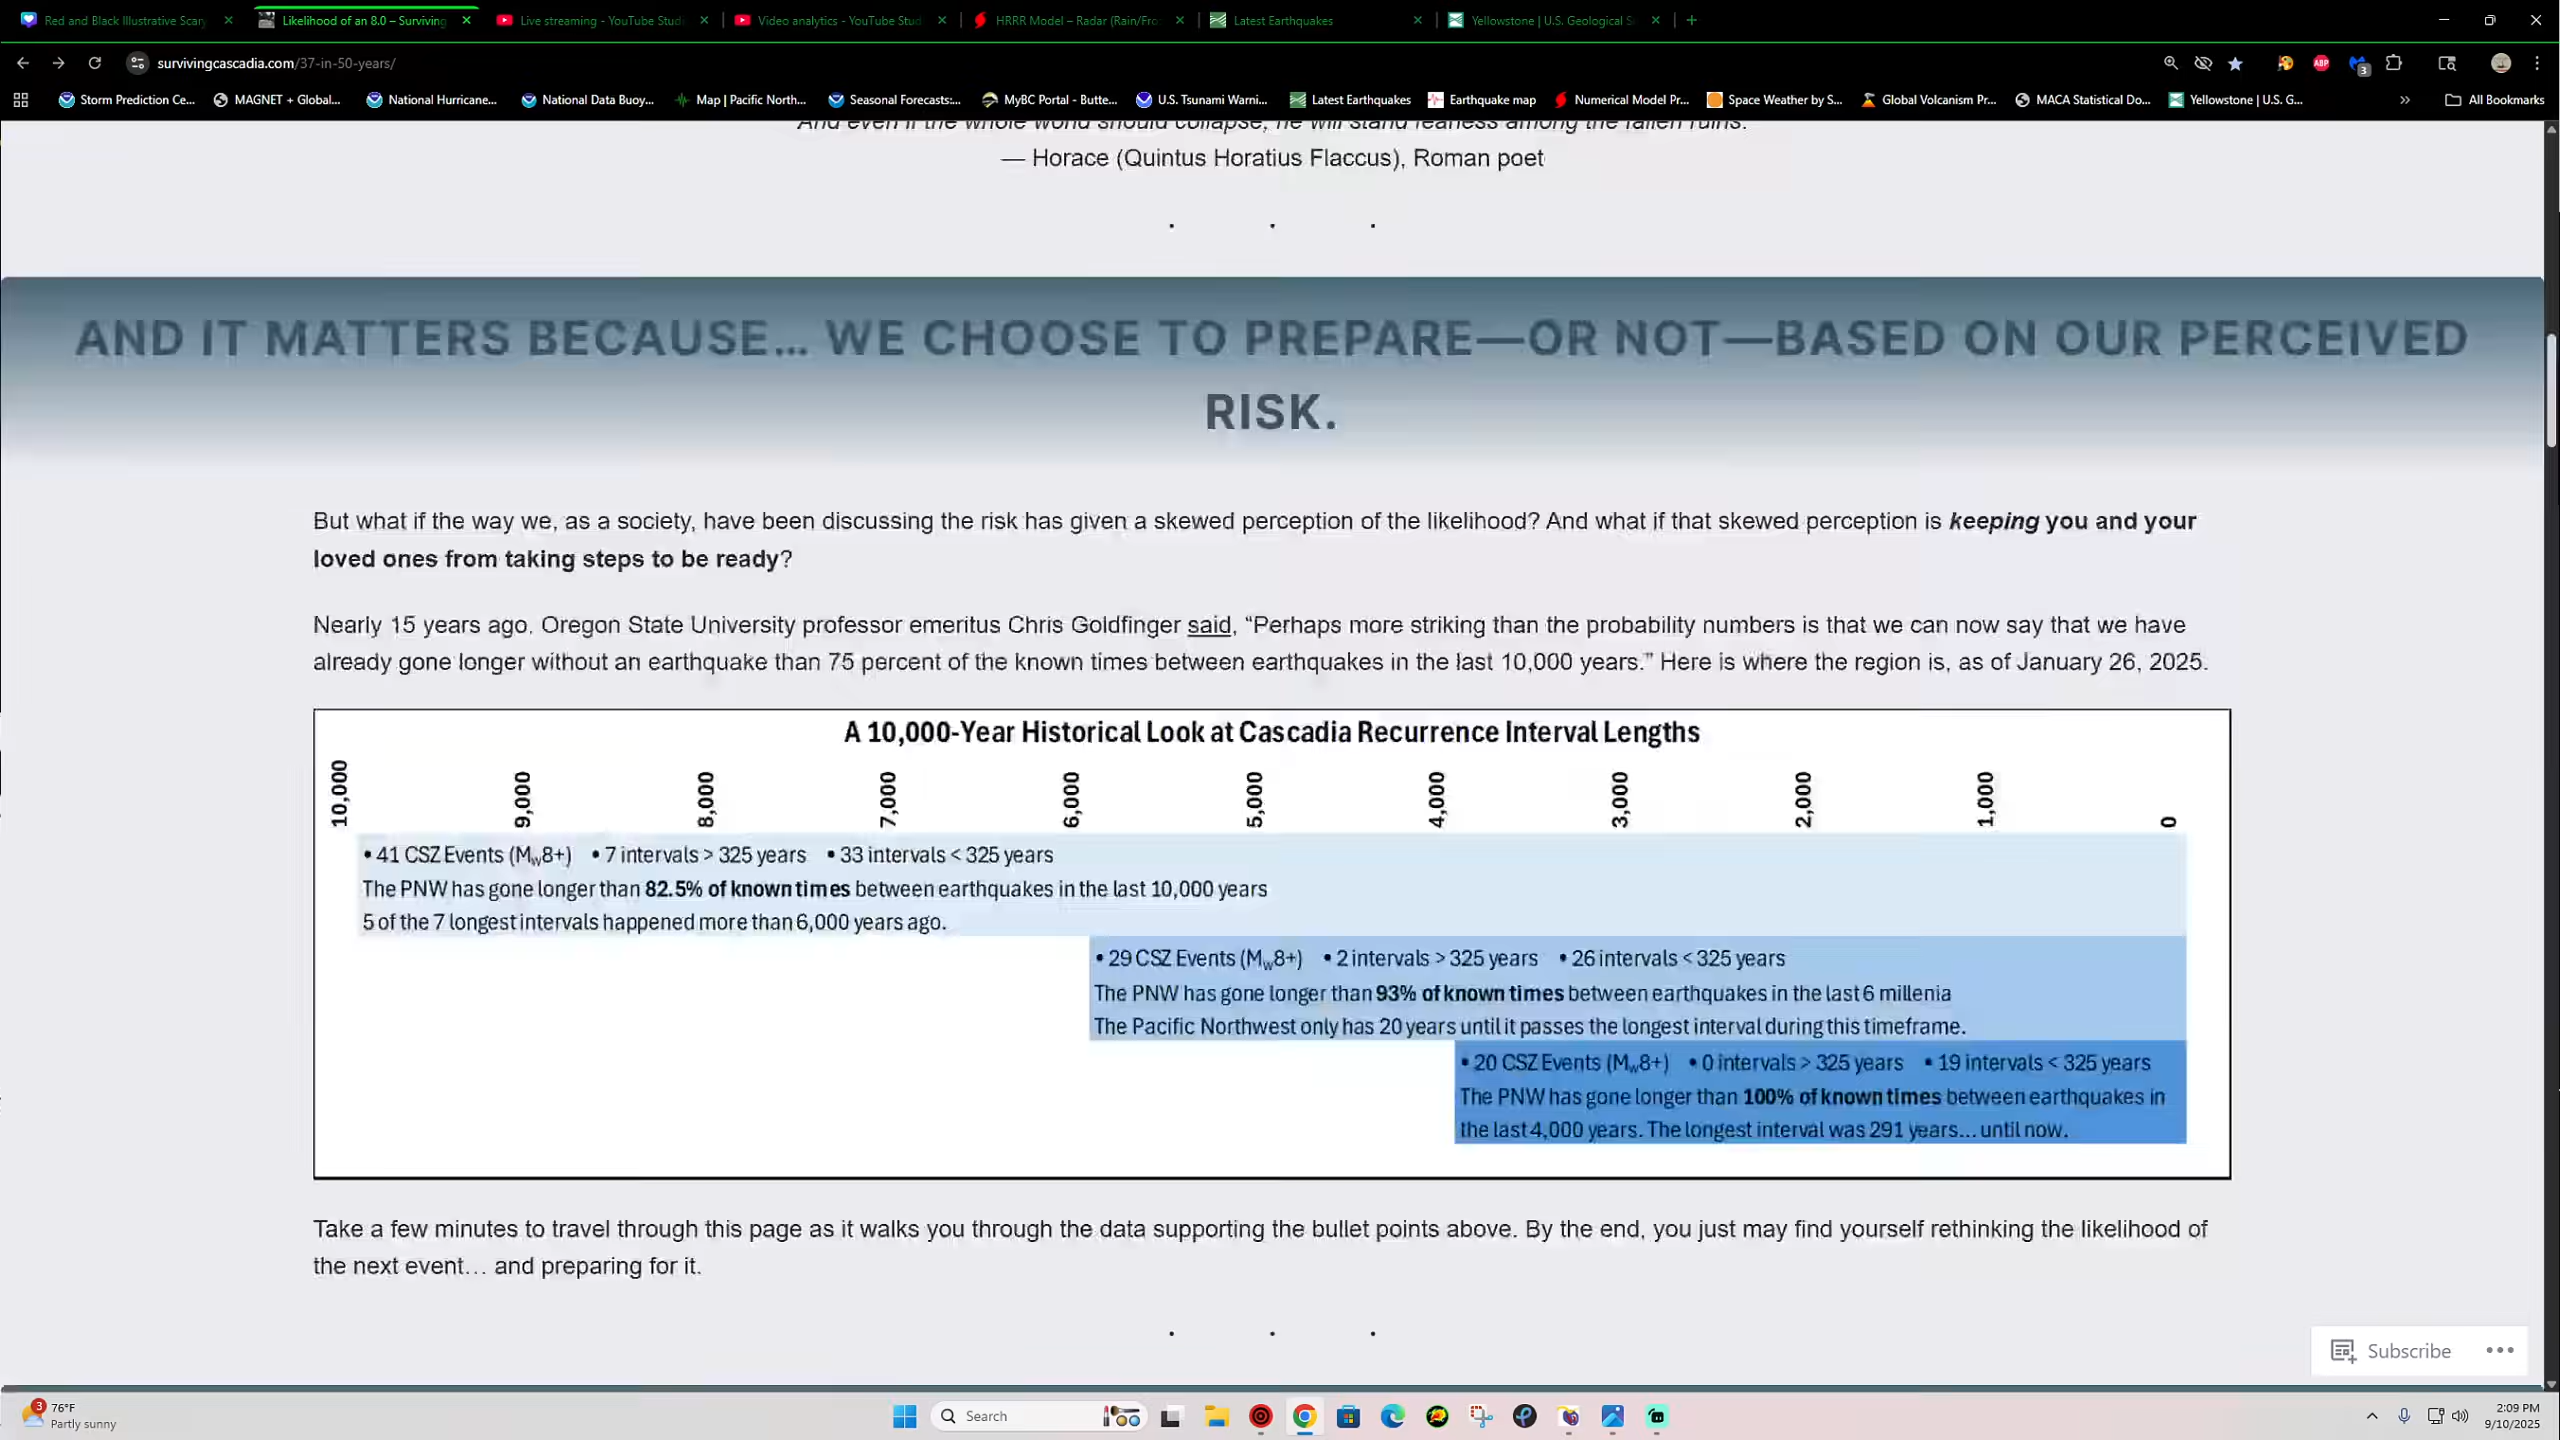 Red and Black Illustrative Scary
Likelihood of an 8.0 – Surviving
Live streaming - YouTube Studi
Video analytics - YouTube Stud
HRRR Model – Radar (Rain/Fro
Latest Earthquakes
Yellowstone | U.S. Geological S
survivingcascadia.com/37-in-50-years/
ABP
3
Storm Prediction Ce...
MAGNET + Global...
National Hurricane...
National Data Buoy...
Map | Pacific North...
Seasonal Forecasts:...
MyBC Portal - Butte...
U.S. Tsunami Warni...
Latest Earthquakes
Earthquake map
Numerical Model Pr...
Space Weather by S...
Global Volcanism Pr...
MACA Statistical Do...
Yellowstone | U.S. G...
All Bookmarks
And even if the whole world should collapse, he will stand fearless among the fallen ruins.
— Horace (Quintus Horatius Flaccus), Roman poet
. . .
AND IT MATTERS BECAUSE... WE CHOOSE TO PREPARE—OR NOT—BASED ON OUR PERCEIVED
RISK.
But what if the way we, as a society, have been discussing the risk has given a skewed perception of the likelihood? And what if that skewed perception is keeping you and your
loved ones from taking steps to be ready?
Nearly 15 years ago, Oregon State University professor emeritus Chris Goldfinger said, “Perhaps more striking than the probability numbers is that we can now say that we have
already gone longer without an earthquake than 75 percent of the known times between earthquakes in the last 10,000 years.” Here is where the region is, as of January 26, 2025.
A 10,000-Year Historical Look at Cascadia Recurrence Interval Lengths
10,000 9,000 8,000 7,000 6,000 5,000 4,000 3,000 2,000 1,000 0
• 41 CSZ Events (Mw8+) • 7 intervals > 325 years • 33 intervals < 325 years
The PNW has gone longer than 82.5% of known times between earthquakes in the last 10,000 years
5 of the 7 longest intervals happened more than 6,000 years ago.
• 29 CSZ Events (Mw8+) • 2 intervals > 325 years • 26 intervals < 325 years
The PNW has gone longer than 93% of known times between earthquakes in the last 6 millenia
The Pacific Northwest only has 20 years until it passes the longest interval during this timeframe.
• 20 CSZ Events (Mw8+) • 0 intervals > 325 years • 19 intervals < 325 years
The PNW has gone longer than 100% of known times between earthquakes in
the last 4,000 years. The longest interval was 291 years... until now.
Take a few minutes to travel through this page as it walks you through the data supporting the bullet points above. By the end, you just may find yourself rethinking the likelihood of
the next event… and preparing for it.
. . .
Subscribe
3
76°F
Partly sunny
Search
2:09 PM
9/10/2025